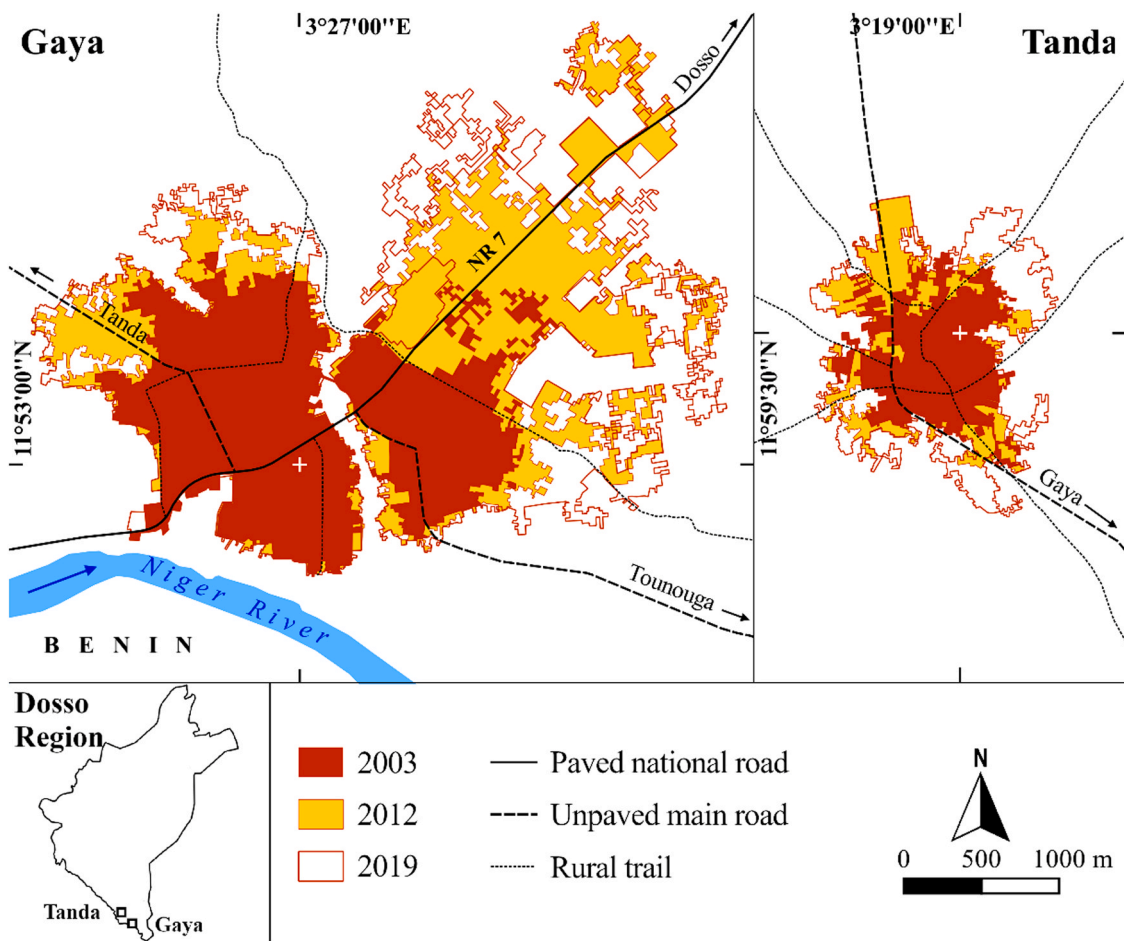 Gaya
3°27'00''E
Dosso
3°19'00''E
Tanda
NR 7
Tanda
11°53'00''N
11°59'30''N
Gaya
Tounouga
Niger River
BENIN
Dosso
Region
Tanda
Gaya
2003
2012
2019
Paved national road
Unpaved main road
Rural trail
N
0 500 1000 m